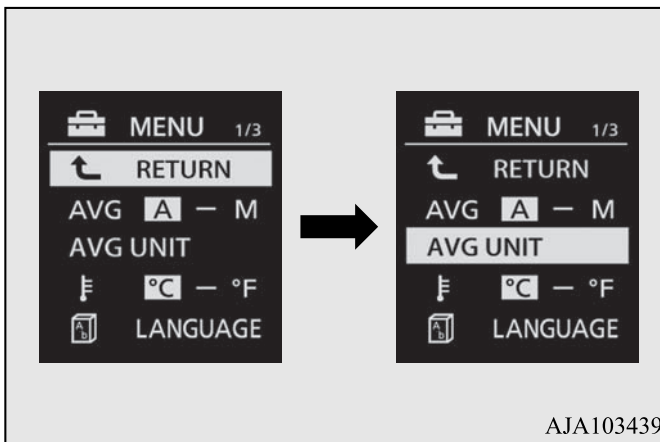 MENU 1/3
RETURN
AVG A – M
AVG UNIT
°C – °F
A b LANGUAGE
MENU 1/3
RETURN
AVG A – M
AVG UNIT
°C – °F
A b LANGUAGE
AJA103439